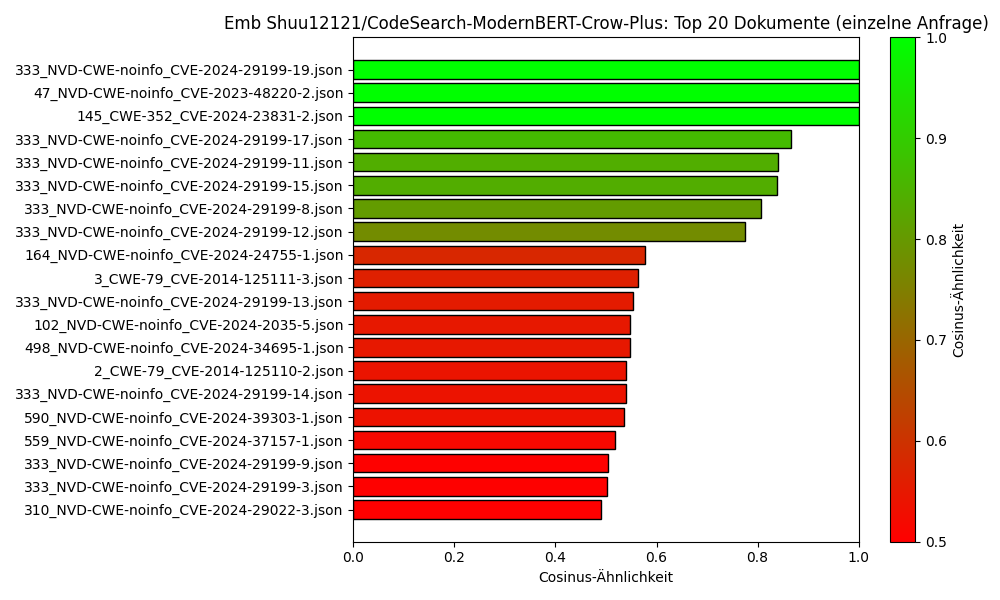 Emb Shuu12121/CodeSearch-ModernBERT-Crow-Plus: Top 20 Dokumente (einzelne Anfrage)
333_NVD-CWE-noinfo_CVE-2024-29199-19.json
47_NVD-CWE-noinfo_CVE-2023-48220-2.json
145_CWE-352_CVE-2024-23831-2.json
333_NVD-CWE-noinfo_CVE-2024-29199-17.json
333_NVD-CWE-noinfo_CVE-2024-29199-11.json
333_NVD-CWE-noinfo_CVE-2024-29199-15.json
333_NVD-CWE-noinfo_CVE-2024-29199-8.json
333_NVD-CWE-noinfo_CVE-2024-29199-12.json
164_NVD-CWE-noinfo_CVE-2024-24755-1.json
3_CWE-79_CVE-2014-125111-3.json
333_NVD-CWE-noinfo_CVE-2024-29199-13.json
102_NVD-CWE-noinfo_CVE-2024-2035-5.json
498_NVD-CWE-noinfo_CVE-2024-34695-1.json
2_CWE-79_CVE-2014-125110-2.json
333_NVD-CWE-noinfo_CVE-2024-29199-14.json
590_NVD-CWE-noinfo_CVE-2024-39303-1.json
559_NVD-CWE-noinfo_CVE-2024-37157-1.json
333_NVD-CWE-noinfo_CVE-2024-29199-9.json
333_NVD-CWE-noinfo_CVE-2024-29199-3.json
310_NVD-CWE-noinfo_CVE-2024-29022-3.json
0.0 0.2 0.4 0.6 0.8 1.0
Cosinus-Ähnlichkeit
1.0
0.9
0.8
0.7
0.6
0.5
Cosinus-Ähnlichkeit